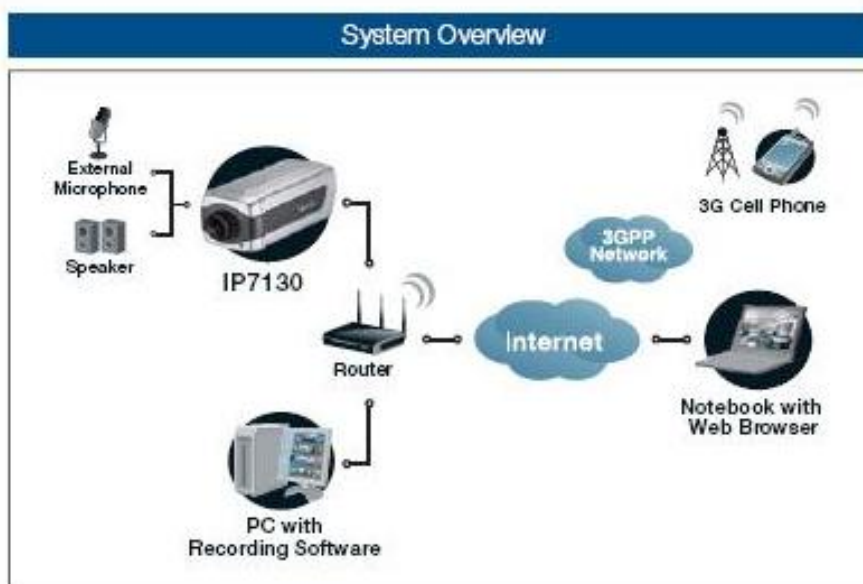 System Overview
External
Microphone
Speaker
IP7130
3G Cell Phone
3GPP
Network
Router
Internet
Notebook with
Web Browser
PC with
Recording Software